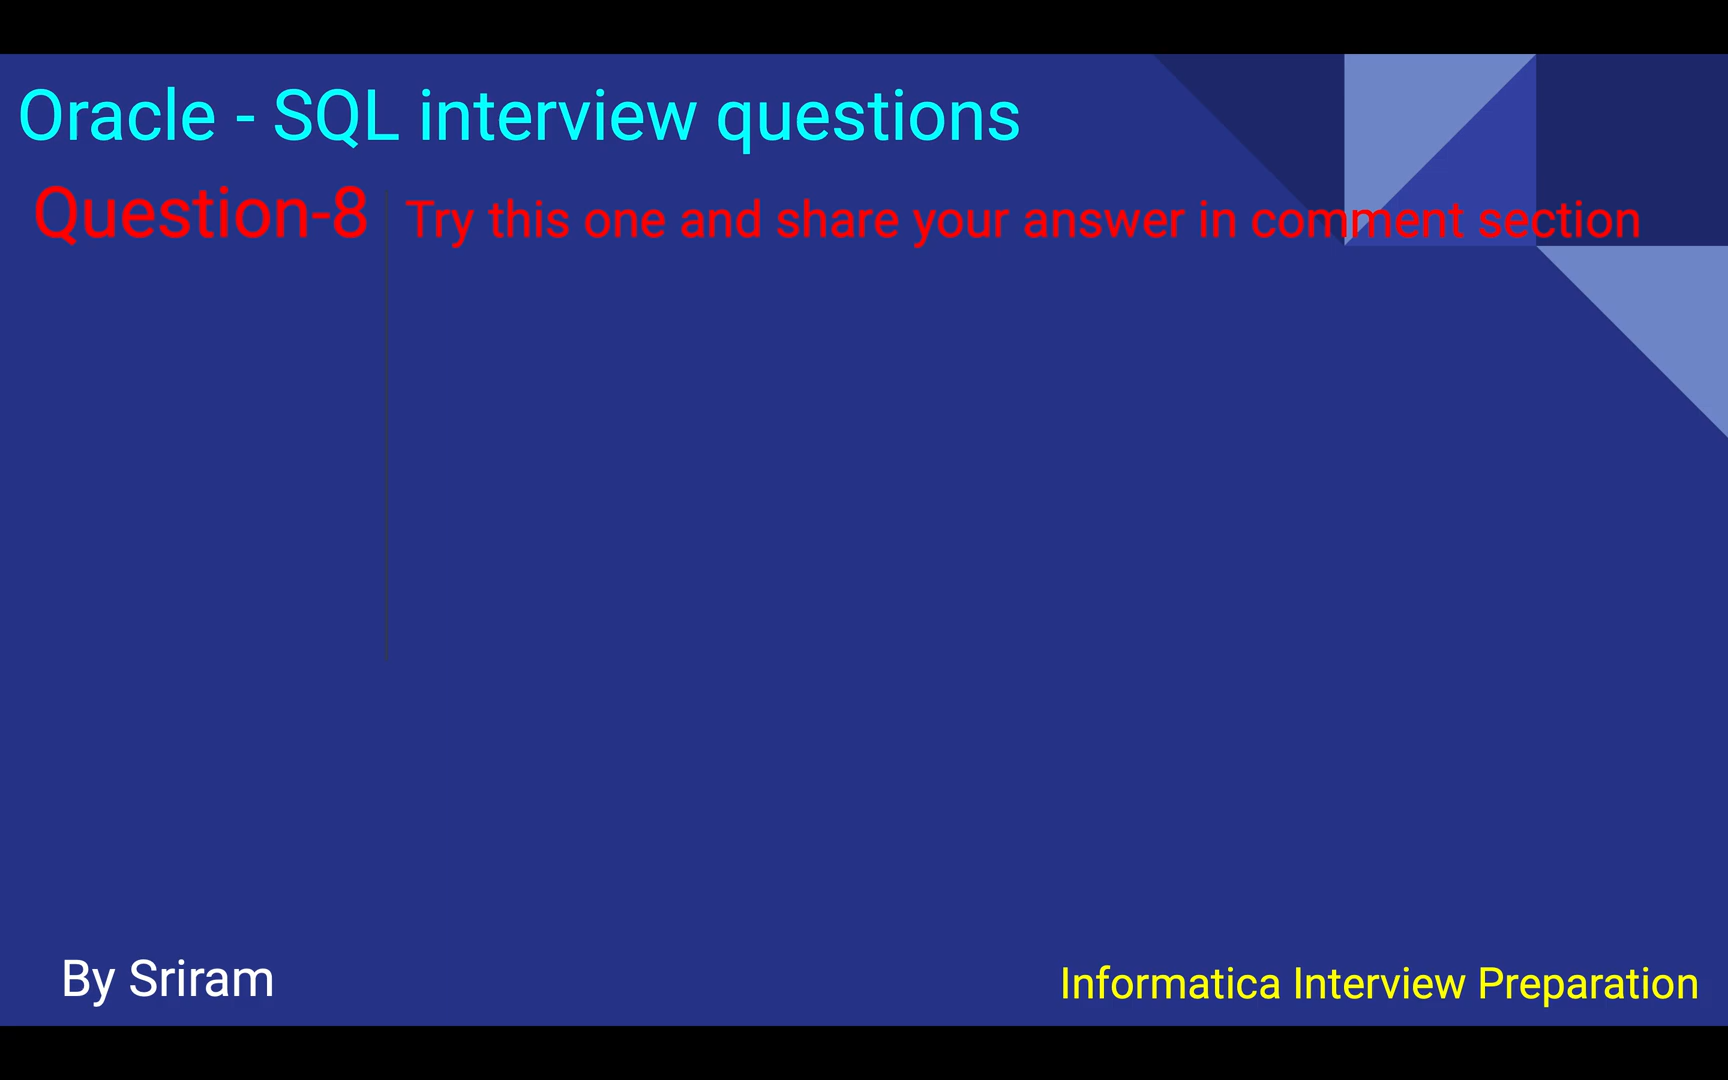 Oracle - SQL interview questions
Question-8 Try this one and share your answer in comment section
By Sriram
Informatica Interview Preparation